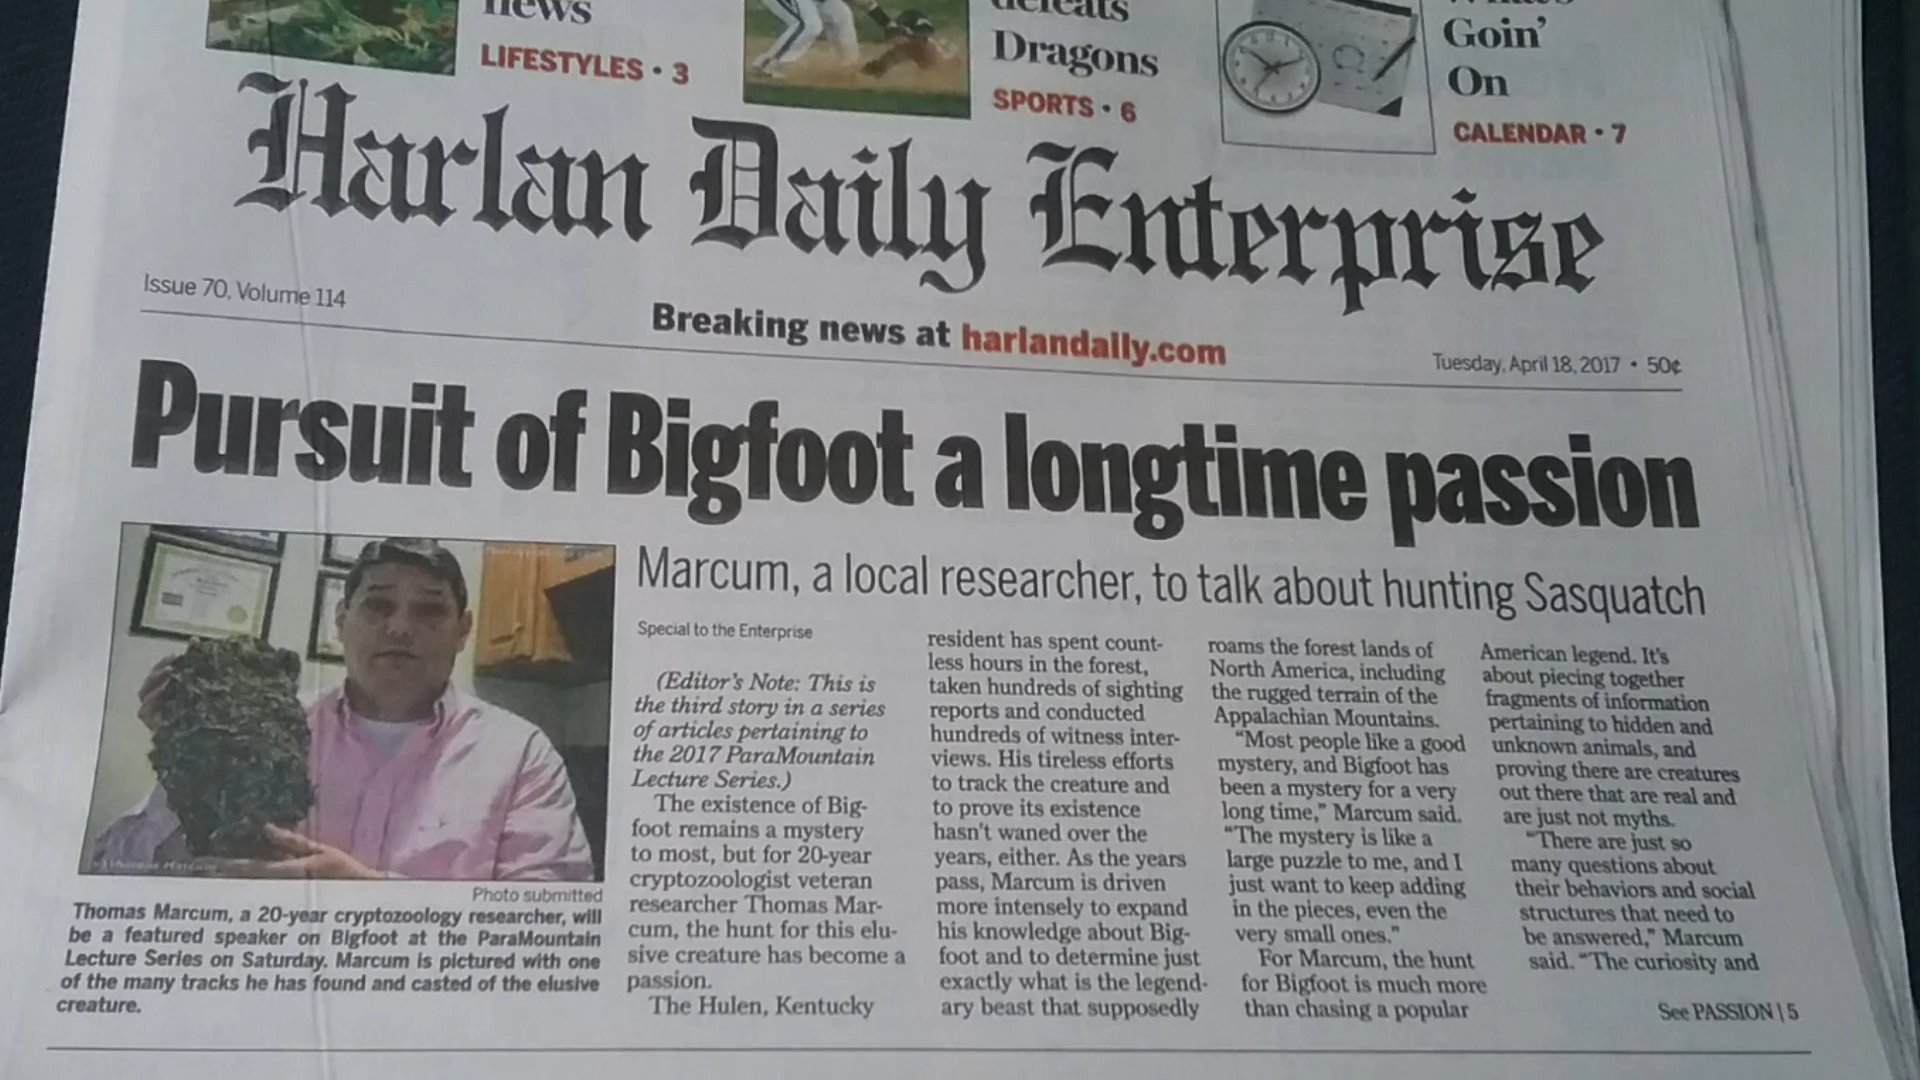 news
LIFESTYLES • 3
defeats
Dragons
SPORTS • 6
Goin'
On
CALENDAR • 7
Harlan Daily Enterprise
Issue 70, Volume 114
Breaking news at harlandaily.com
Tuesday, April 18, 2017 • 50¢
Pursuit of Bigfoot a longtime passion
Marcum, a local researcher, to talk about hunting Sasquatch
Photo submitted
Thomas Marcum, a 20-year cryptozoology researcher, will
be a featured speaker on Bigfoot at the ParaMountain
Lecture Series on Saturday. Marcum is pictured with one
of the many tracks he has found and casted of the elusive
creature.
Special to the Enterprise
(Editor's Note: This is
the third story in a series
of articles pertaining to
the 2017 ParaMountain
Lecture Series.)
The existence of Big-
foot remains a mystery
to most, but for 20-year
cryptozoologist veteran
researcher Thomas Mar-
cum, the hunt for this elu-
sive creature has become a
passion.
The Hulen, Kentucky
resident has spent count-
less hours in the forest,
taken hundreds of sighting
reports and conducted
hundreds of witness inter-
views. His tireless efforts
to track the creature and
to prove its existence
hasn't waned over the
years, either. As the years
pass, Marcum is driven
more intensely to expand
his knowledge about Big-
foot and to determine just
exactly what is the legend-
ary beast that supposedly
roams the forest lands of
North America, including
the rugged terrain of the
Appalachian Mountains.
"Most people like a good
mystery, and Bigfoot has
been a mystery for a very
long time," Marcum said.
"The mystery is like a
large puzzle to me, and I
just want to keep adding
in the pieces, even the
very small ones."
For Marcum, the hunt
for Bigfoot is much more
than chasing a popular
American legend. It's
about piecing together
fragments of information
pertaining to hidden and
unknown animals, and
proving there are creatures
out there that are real and
are just not myths.
"There are just so
many questions about
their behaviors and social
structures that need to
be answered," Marcum
said. "The curiosity and
See PASSION | 5